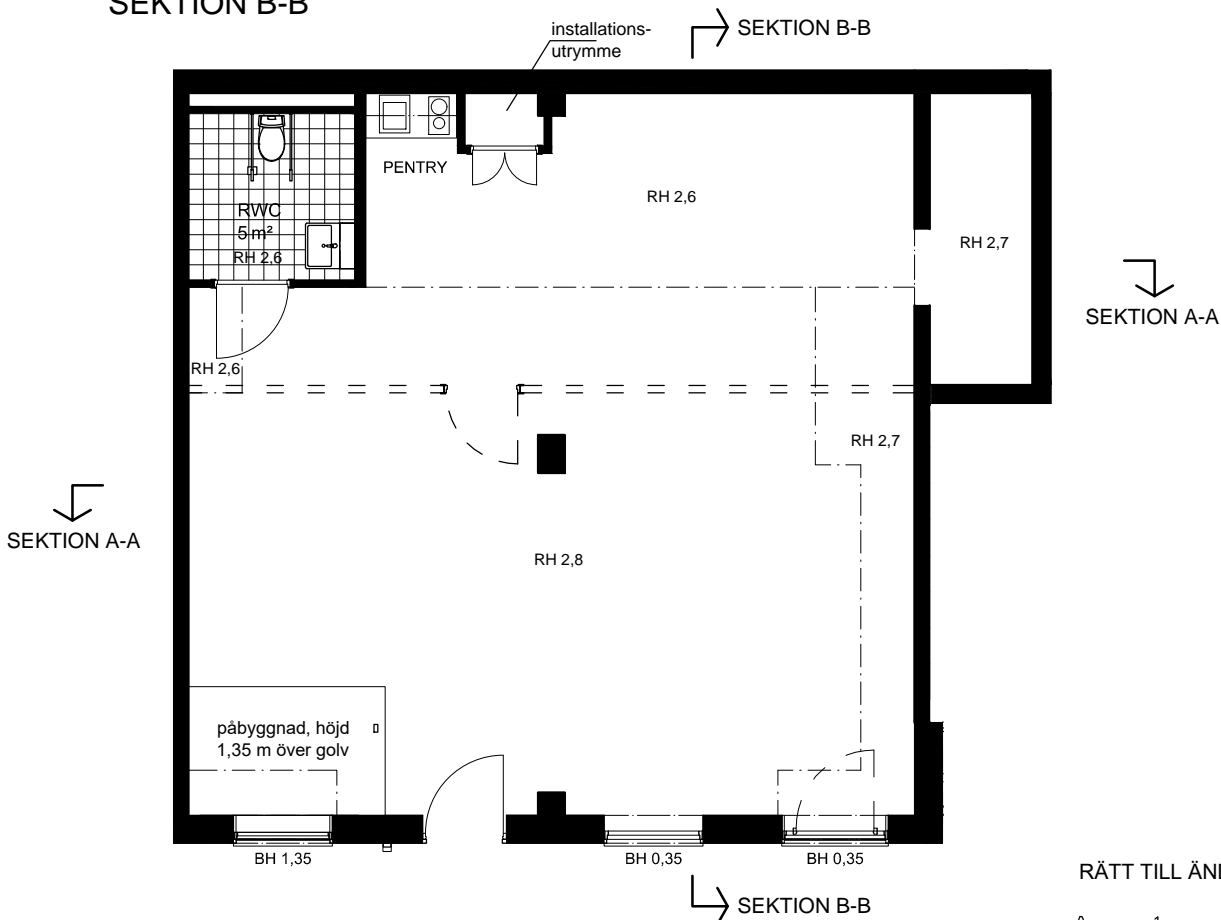 SEKTION B-B
installations-
utrymme
SEKTION B-B
PENTRY
RH 2,6
RWC
5 m²
RH 2,6
RH 2,7
SEKTION A-A
RH 2,6
RH 2,7
SEKTION A-A
RH 2,8
påbyggnad, höjd
1,35 m över golv
BH 1,35
BH 0,35
BH 0,35
RÄTT TILL
SEKTION B-B